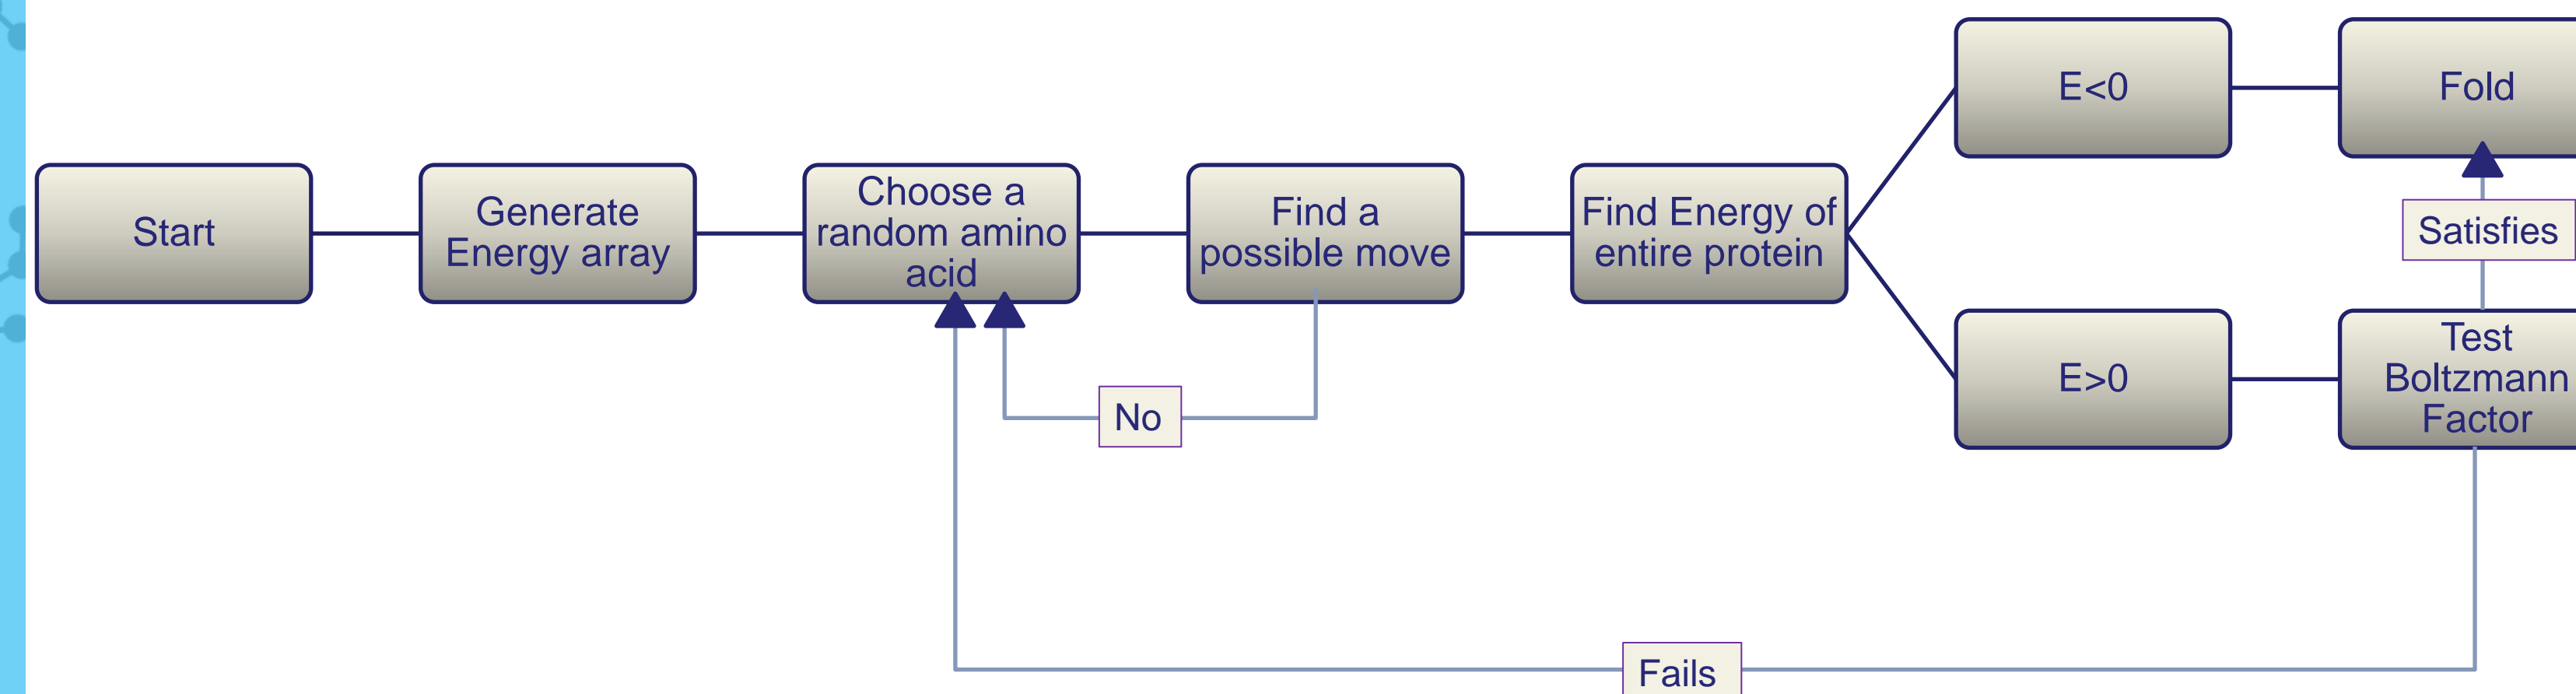 Start
Generate
Energy array
Choose a
random amino
acid
Find a
possible move
Find Energy of
entire protein
E<0
Fold
Satisfies
E>0
Test
Boltzmann
Factor
No
Fails